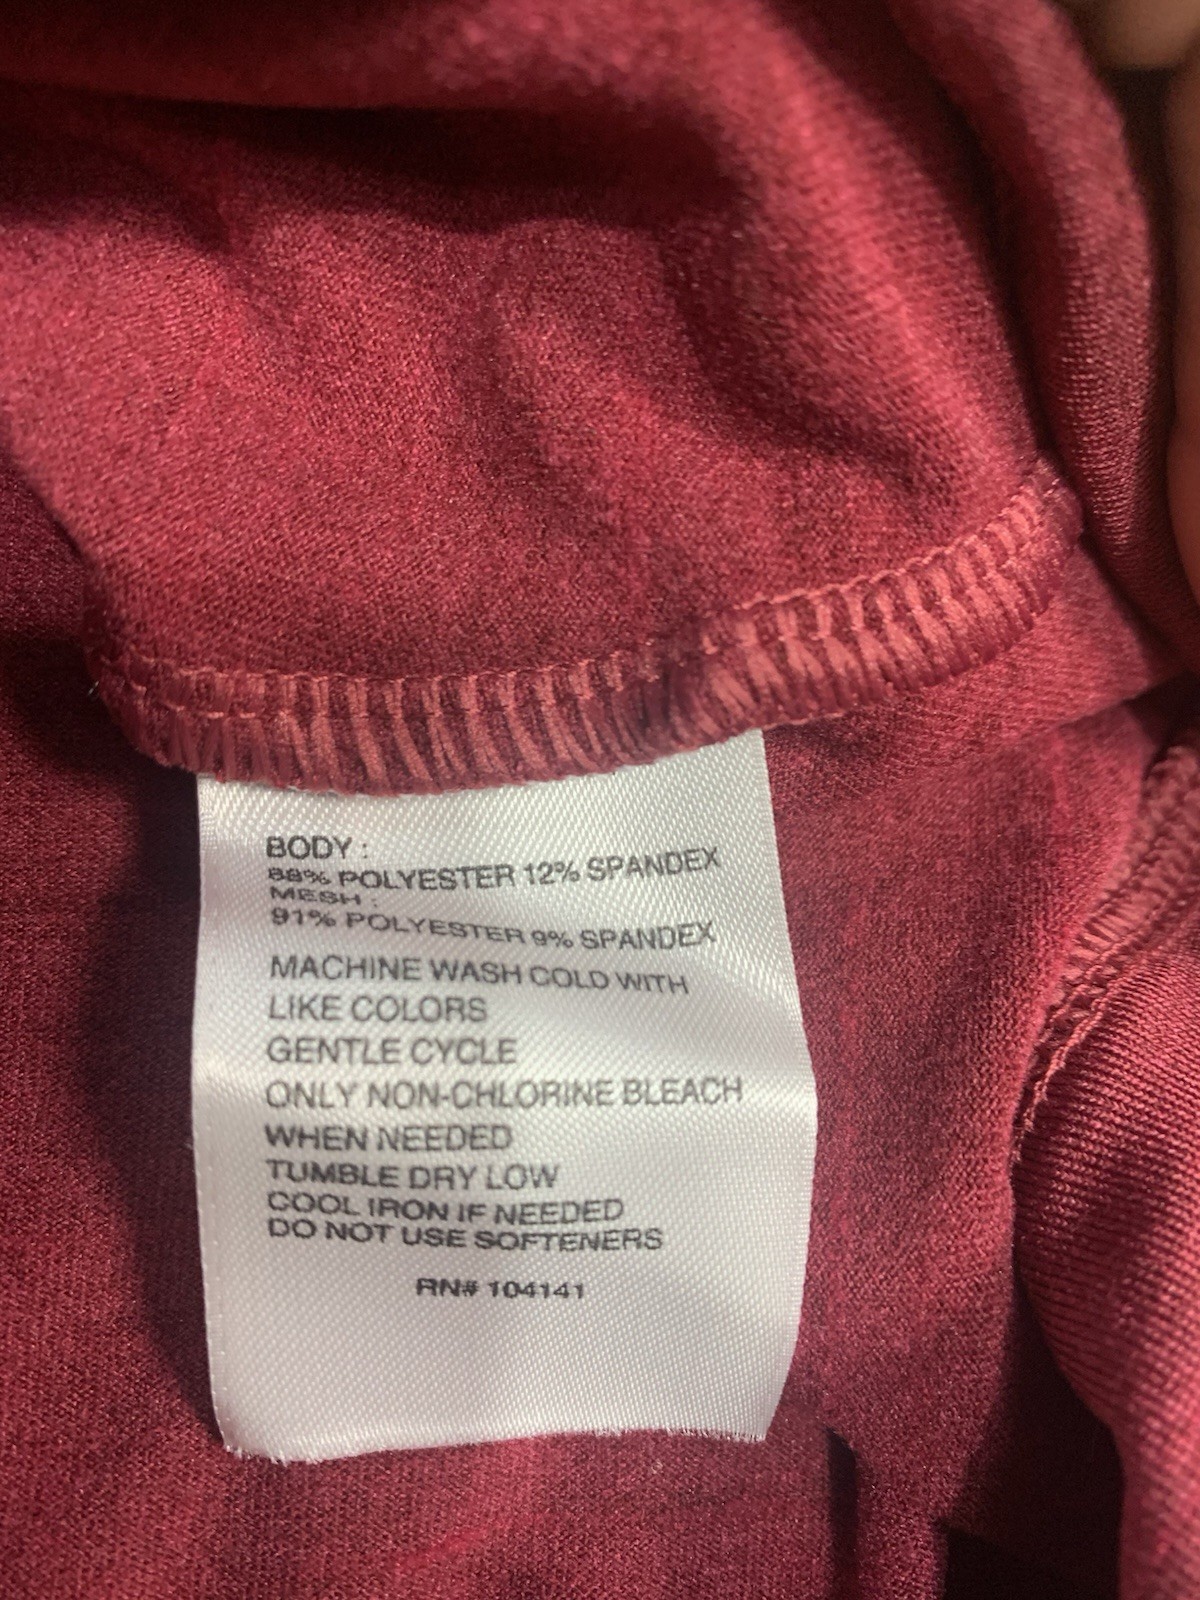 BODY :
88% POLYESTER 12% SPANDEX
MESH :
91% POLYESTER 9% SPANDEX
MACHINE WASH COLD WITH
LIKE COLORS
GENTLE CYCLE
ONLY NON-CHLORINE BLEACH
WHEN NEEDED
TUMBLE DRY LOW
COOL IRON IF NEEDED
DO NOT USE SOFTENERS
RN# 104141